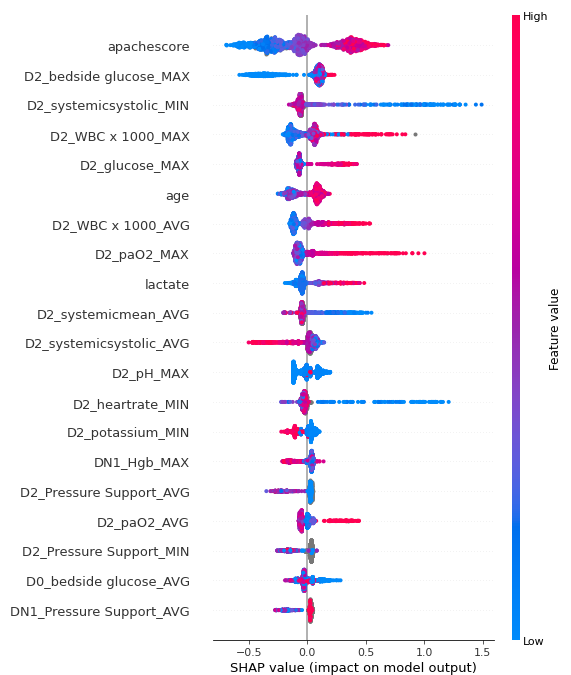 High
apachescore
D2_bedside glucose_MAX
D2_systemicsystolic_MIN
D2_WBC x 1000_MAX
D2_glucose_MAX
age
D2_WBC x 1000_AVG
D2_paO2_MAX
lactate
D2_systemicmean_AVG
D2_systemicsystolic_AVG
D2_pH_MAX
D2_heartrate_MIN
D2_potassium_MIN
DN1_Hgb_MAX
D2_Pressure Support_AVG
D2_paO2_AVG
D2_Pressure Support_MIN
D0_bedside glucose_AVG
DN1_Pressure Support_AVG
Feature value
Low
−0.5 0.0 0.5 1.0 1.5
SHAP value (impact on model output)